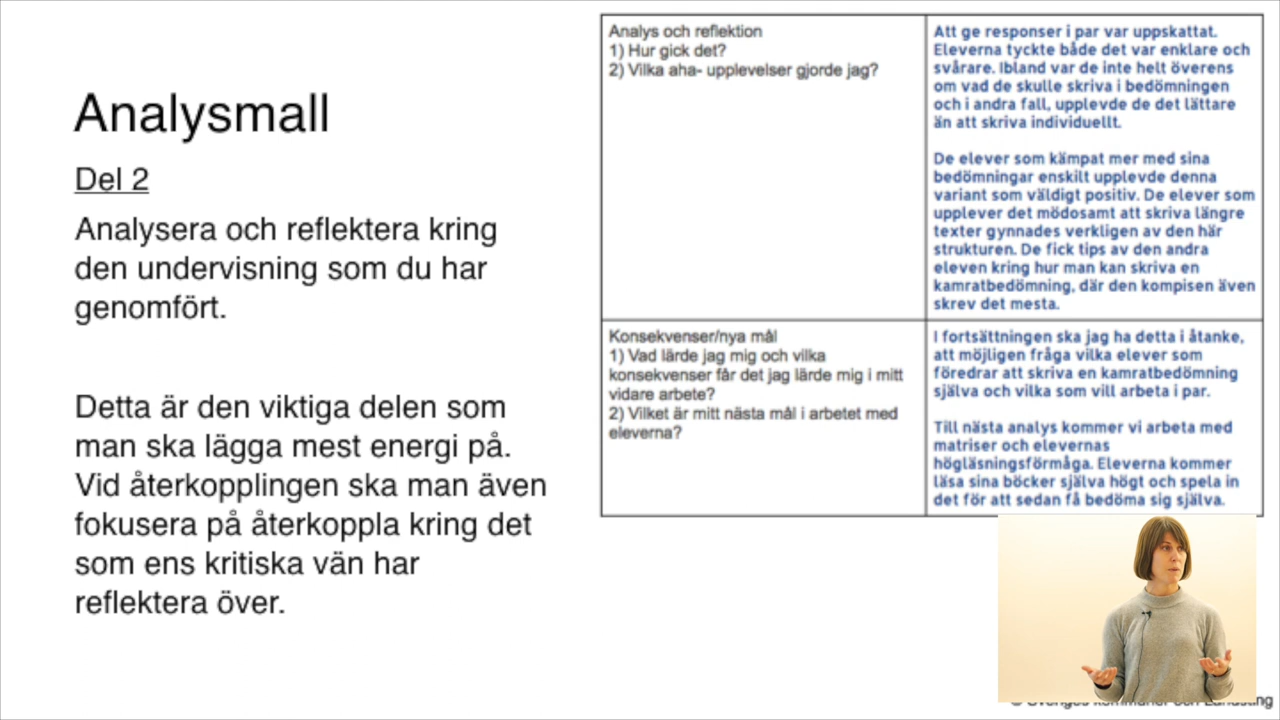 Analysmall
Del 2
Analysera och reflektera kring
den undervisning som du har
genomfört.
Detta är den viktiga delen som
man ska lägga mest energi på.
Vid återkopplingen ska man även
fokusera på återkoppla kring det
som ens kritiska vän har
reflektera över.
Analys och reflektion
1) Hur gick det?
2) Vilka aha- upplevelser gjorde jag?
Att ge responser i par var uppskattat.
Eleverna tyckte både det var enklare och
svårare. Ibland var de inte helt överens
om vad de skulle skriva i bedömningen
och i andra fall, upplevde de det lättare
än att skriva individuellt.
De elever som kämpat mer med sina
bedömningar enskilt upplevde denna
variant som väldigt positiv. De elever som
upplever det mödosamt att skriva längre
texter gynnades verkligen av den här
strukturen. De fick tips av den andra
eleven kring hur man kan skriva en
kamratbedömning, där den kompisen även
skrev det mesta.
Konsekvenser/nya mål
1) Vad lärde jag mig och vilka
konsekvenser får det jag lärde mig i mitt
vidare arbete?
2) Vilket är mitt nästa mål i arbetet med
eleverna?
I fortsättningen ska jag ha detta i åtanke,
att möjligen fråga vilka elever som
föredrar att skriva en kamratbedömning
själva och vilka som vill arbeta i par.
Till nästa analys kommer vi arbeta med
matriser och elevernas
högläsningsförmåga. Eleverna kommer
läsa sina böcker själva högt och spela in
det för att sedan få bedöma sig själva.
© Sveriges Kommuner och Landsting